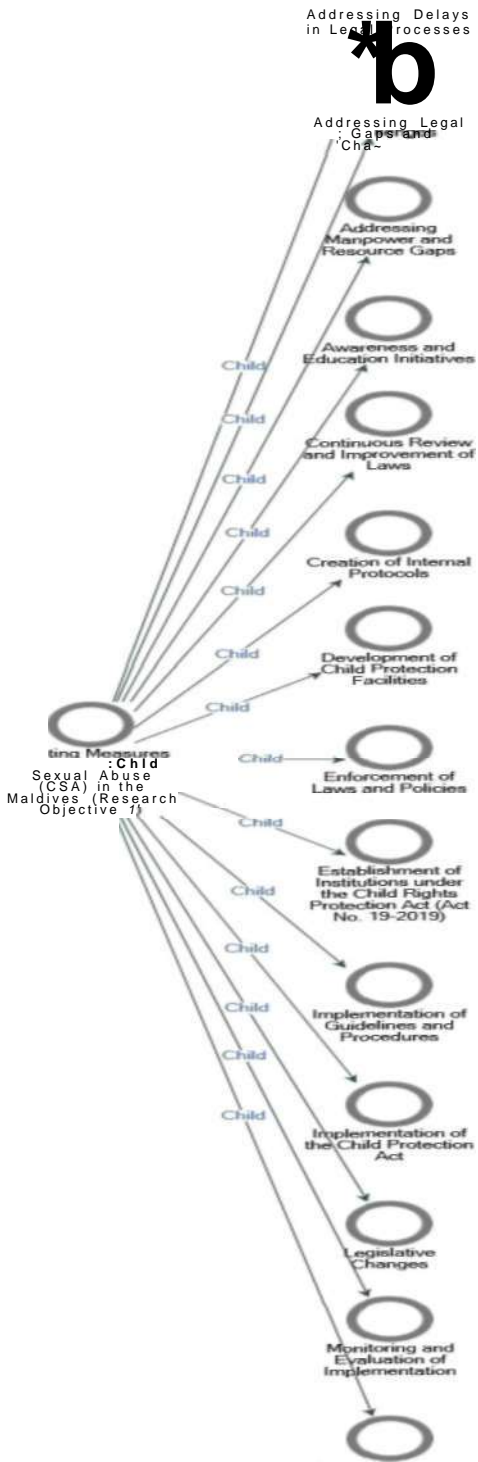 Addressing Delays
in Legal Processes
*b
Addressing Legal
; Gaps and
'Cha~
Addressing
Manpower and
Resource Gaps
Child
Awareness and
Education Initiatives
Child
Continuous Review
and Improvement of
Laws
Child
Child
Creation of Internal
Protocols
Child
Child
Development of
Child Protection
Facilities
Child
ting Measures
:Chld
Sexual Abuse
(CSA) in the
Maldives (Research
Objective 1)
Child
Enforcement of
Laws and Policies
Child
Establishment of
Institutions under
the Child Rights
Protection Act (Act
No. 19-2019)
Child
Child
Implementation of
Guidelines and
Procedures
Child
Child
Implementation of
the Child Protection
Act
Child
Legislative
Changes
Monitoring and
Evaluation of
Implementation